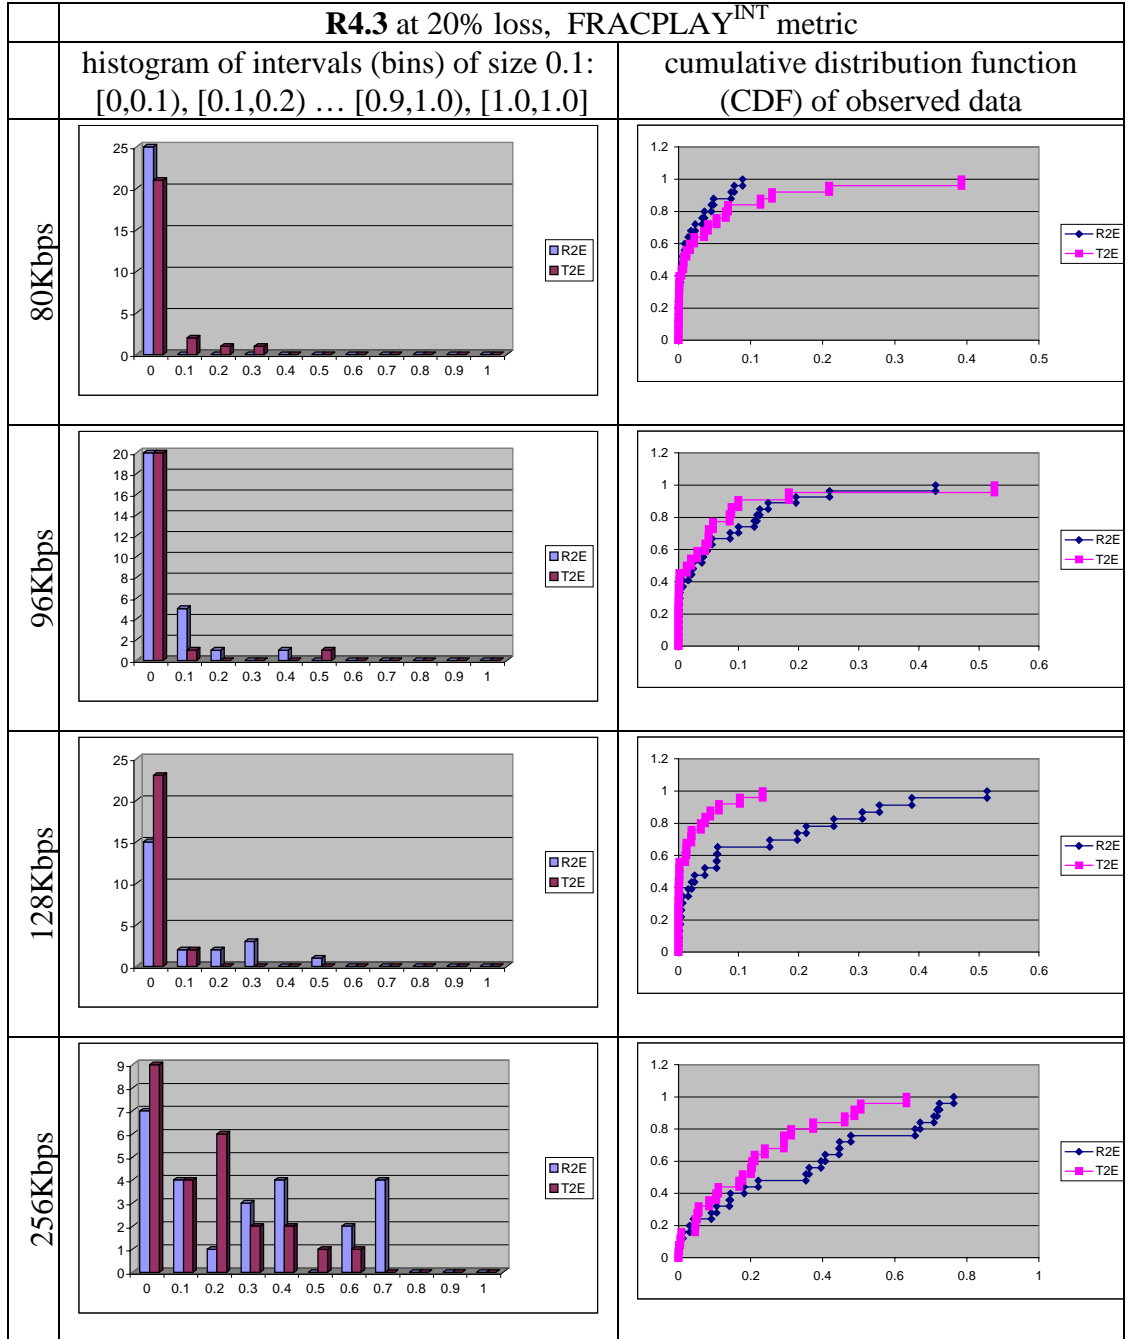 R4.3 at 20% loss, FRACPLAY^INT metric
histogram of intervals (bins) of size 0.1:
[0,0.1), [0.1,0.2) … [0.9,1.0), [1.0,1.0]
cumulative distribution function
(CDF) of observed data
80Kbps
25
20
15
10
5
0
0 0.1 0.2 0.3 0.4 0.5 0.6 0.7 0.8 0.9 1
R2E
T2E
1.2
1
0.8
0.6
0.4
0.2
0
0 0.1 0.2 0.3 0.4 0.5
R2E
T2E
96Kbps
20
18
16
14
12
10
8
6
4
2
0
0 0.1 0.2 0.3 0.4 0.5 0.6 0.7 0.8 0.9 1
R2E
T2E
1.2
1
0.8
0.6
0.4
0.2
0
0 0.1 0.2 0.3 0.4 0.5 0.6
R2E
T2E
128Kbps
25
20
15
10
5
0
0 0.1 0.2 0.3 0.4 0.5 0.6 0.7 0.8 0.9 1
R2E
T2E
1.2
1
0.8
0.6
0.4
0.2
0
0 0.1 0.2 0.3 0.4 0.5 0.6
R2E
T2E
256Kbps
9
8
7
6
5
4
3
2
1
0
0 0.1 0.2 0.3 0.4 0.5 0.6 0.7 0.8 0.9 1
R2E
T2E
1.2
1
0.8
0.6
0.4
0.2
0
0 0.2 0.4 0.6 0.8 1
R2E
T2E